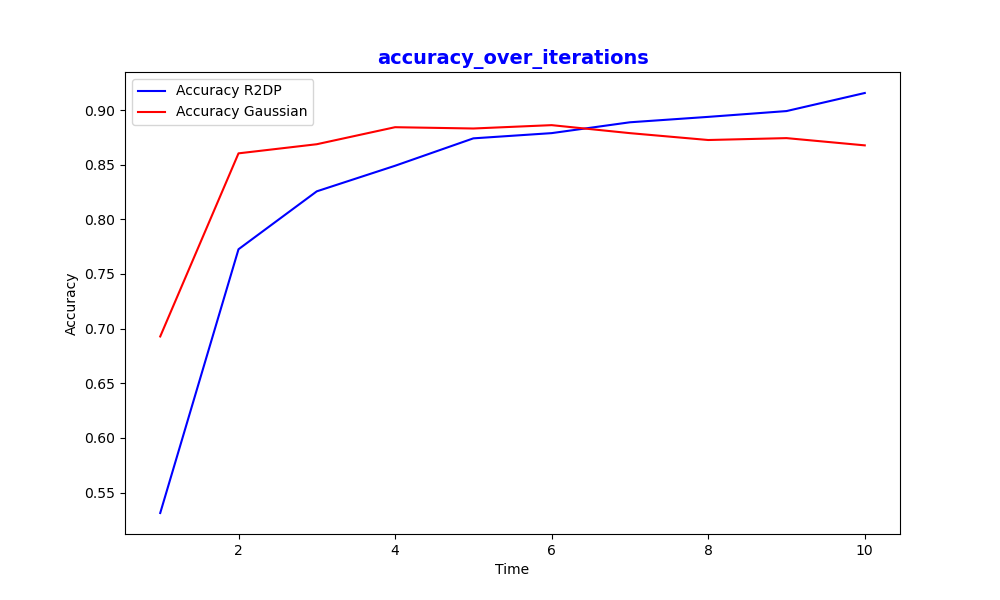 accuracy_over_iterations
Accuracy R2DP
Accuracy Gaussian
0.90
0.85
0.80
0.75
0.70
0.65
0.60
0.55
Accuracy
2 4 6 8 10
Time